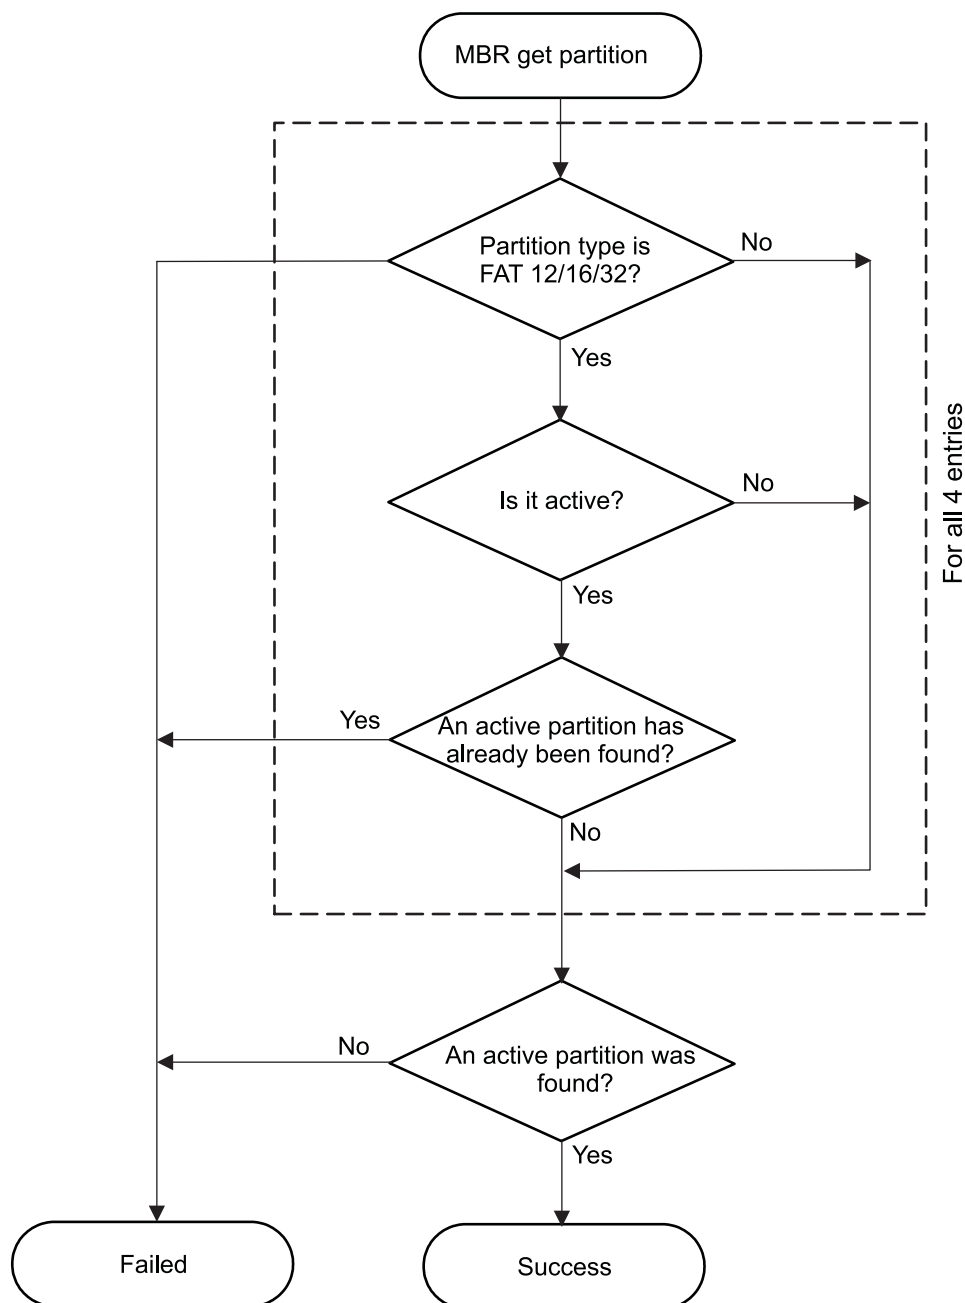 MBR get partition
Partition type is
FAT 12/16/32?
No
Yes
Is it active?
No
For all 4 entries
Yes
An active partition has
already been found?
Yes
No
An active partition was
found?
No
Yes
Failed
Success